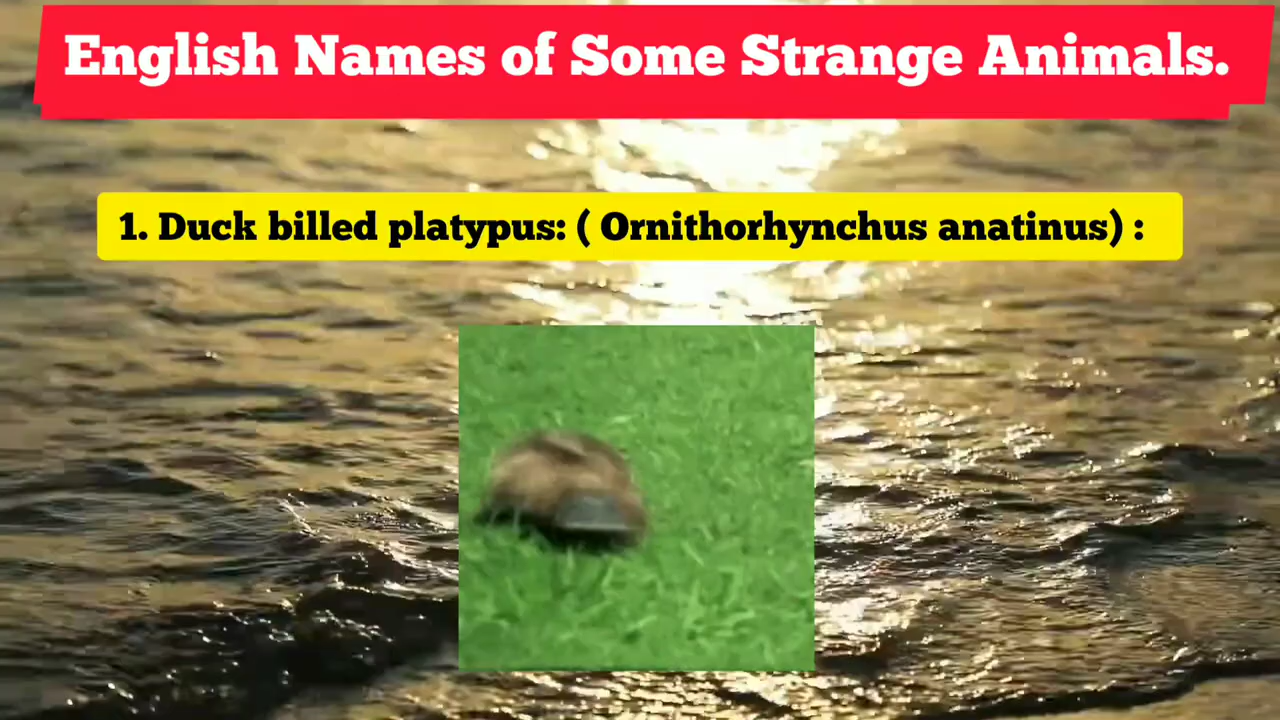 English Names of Some Strange Animals.
1. Duck billed platypus: ( Ornithorhynchus anatinus) :